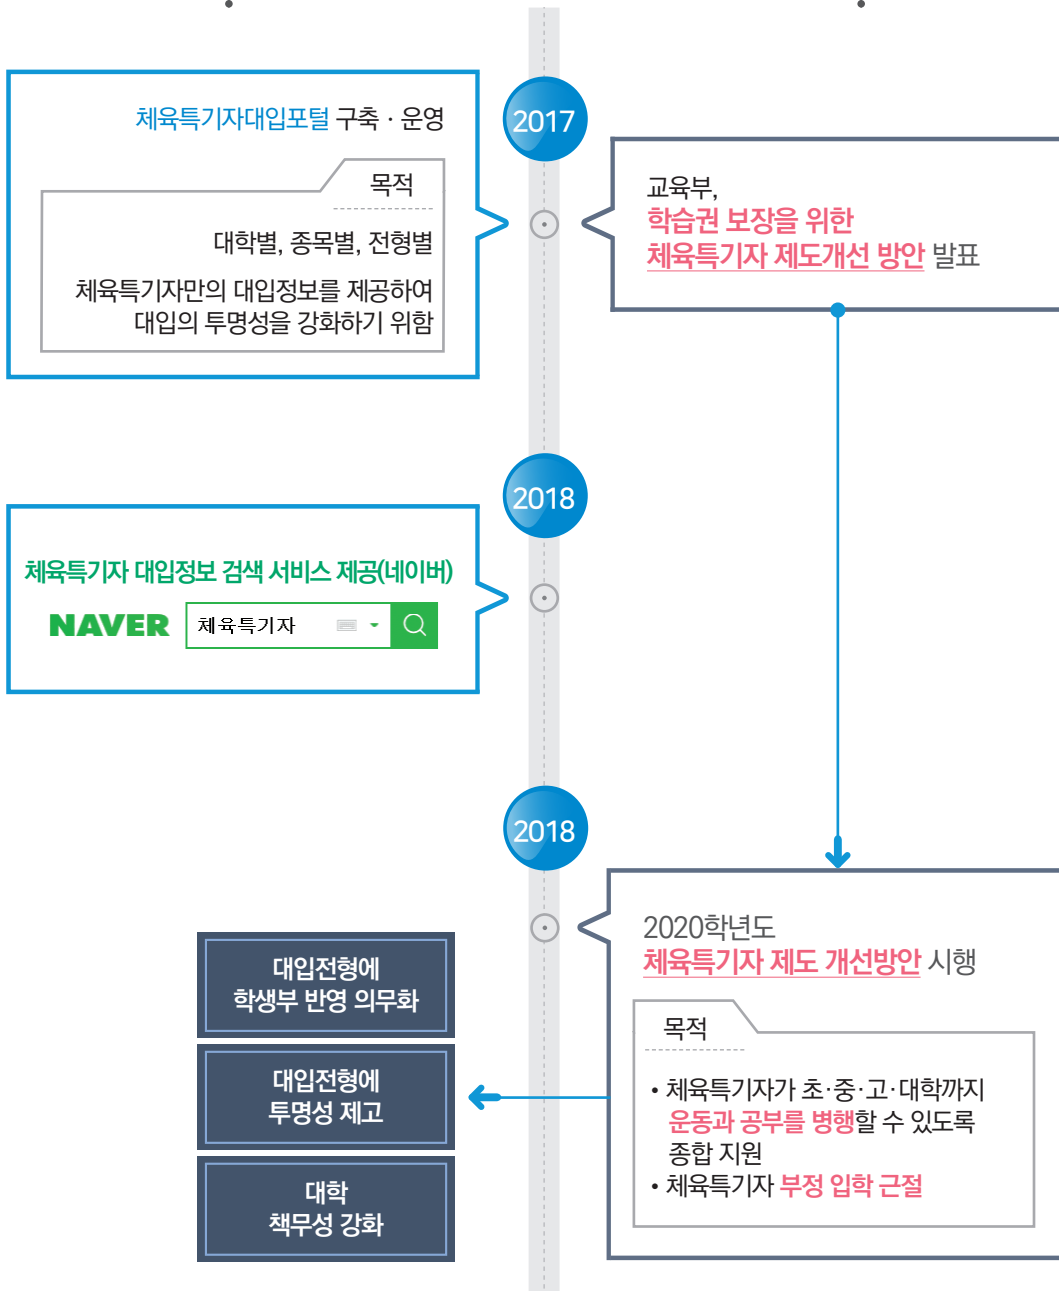 2017
체육특기자대입포털 구축 · 운영
목적
대학별, 종목별, 전형별
체육특기자만의 대입정보를 제공하여
대입의 투명성을 강화하기 위함
교육부,
학습권 보장을 위한
체육특기자 제도개선 방안 발표
2018
체육특기자 대입정보 검색 서비스 제공(네이버)
NAVER 체육특기자
2018
2020학년도
체육특기자 제도 개선방안 시행
목적
• 체육특기자가 초·중·고·대학까지
운동과 공부를 병행할 수 있도록
종합 지원
• 체육특기자 부정 입학 근절
대입전형에
학생부 반영 의무화
대입전형에
투명성 제고
대학
책무성 강화